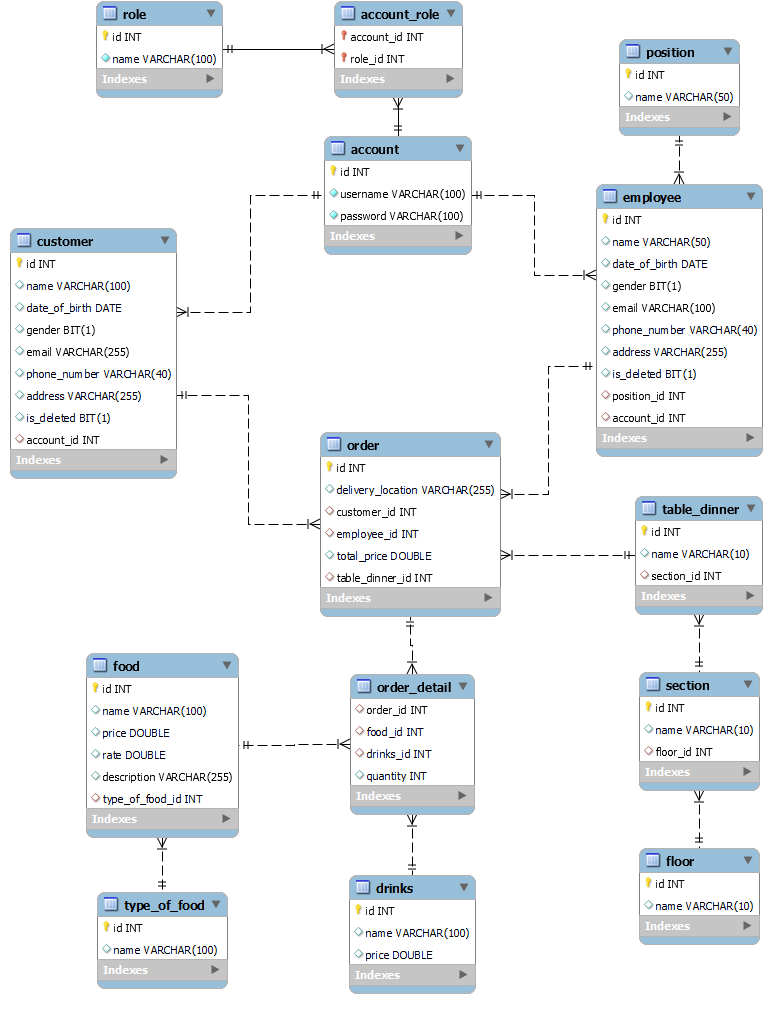 role
id INT
name VARCHAR(100)
Indexes
account_role
account_id INT
role_id INT
Indexes
position
id INT
name VARCHAR(50)
Indexes
account
id INT
username VARCHAR(100)
password VARCHAR(100)
Indexes
employee
id INT
name VARCHAR(50)
date_of_birth DATE
gender BIT(1)
email VARCHAR(100)
phone_number VARCHAR(40)
address VARCHAR(255)
is_deleted BIT(1)
position_id INT
account_id INT
Indexes
customer
id INT
name VARCHAR(100)
date_of_birth DATE
gender BIT(1)
email VARCHAR(255)
phone_number VARCHAR(40)
address VARCHAR(255)
is_deleted BIT(1)
account_id INT
Indexes
order
id INT
delivery_location VARCHAR(255)
customer_id INT
employee_id INT
total_price DOUBLE
table_dinner_id INT
Indexes
table_dinner
id INT
name VARCHAR(10)
section_id INT
Indexes
food
id INT
name VARCHAR(100)
price DOUBLE
rate DOUBLE
description VARCHAR(255)
type_of_food_id INT
Indexes
order_detail
order_id INT
food_id INT
drinks_id INT
quantity INT
Indexes
section
id INT
name VARCHAR(10)
floor_id INT
Indexes
type_of_food
id INT
name VARCHAR(100)
Indexes
drinks
id INT
name VARCHAR(100)
price DOUBLE
Indexes
floor
id INT
name VARCHAR(10)
Indexes